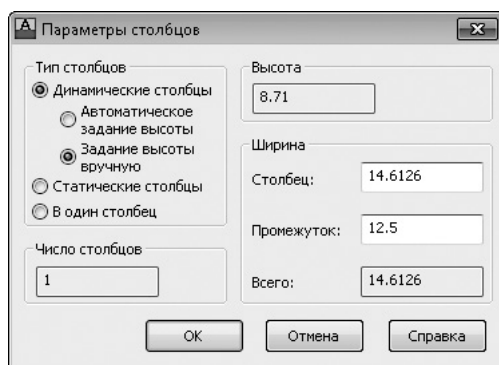 Параметры столбцов
Тип столбцов
Динамические столбцы
Автоматическое
задание высоты
Задание высоты
вручную
Статические столбцы
В один столбец
Число столбцов
1
Высота
8.71
Ширина
Столбец: 14.6126
Промежуток: 12.5
Всего: 14.6126
ОК Отмена Справка